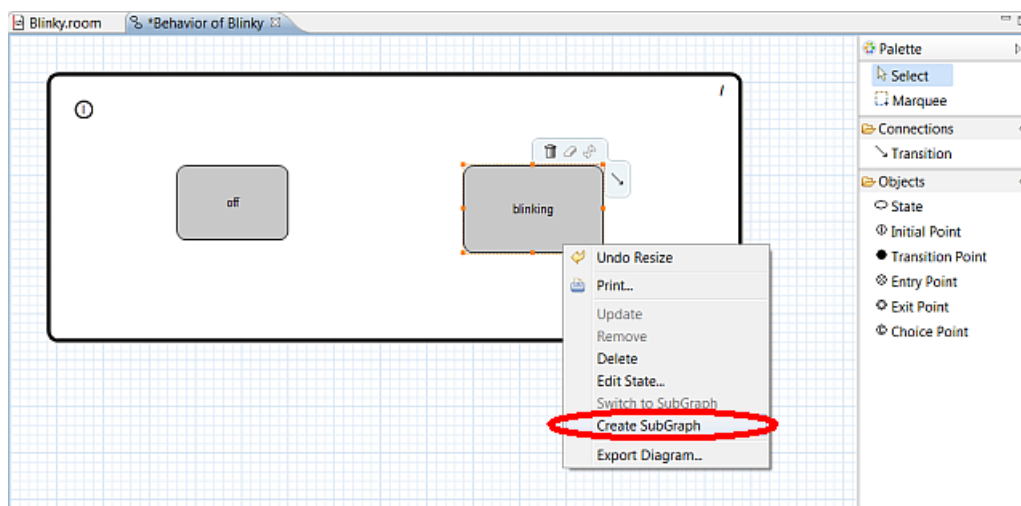 Blinky.room
*Behavior of Blinky
Palette
Select
Marquee
Connections
Transition
Objects
State
Initial Point
Transition Point
Entry Point
Exit Point
Choice Point
/
I
off
blinking
Undo Resize
Print...
Update
Remove
Delete
Edit State...
Switch to SubGraph
Create SubGraph
Export Diagram...